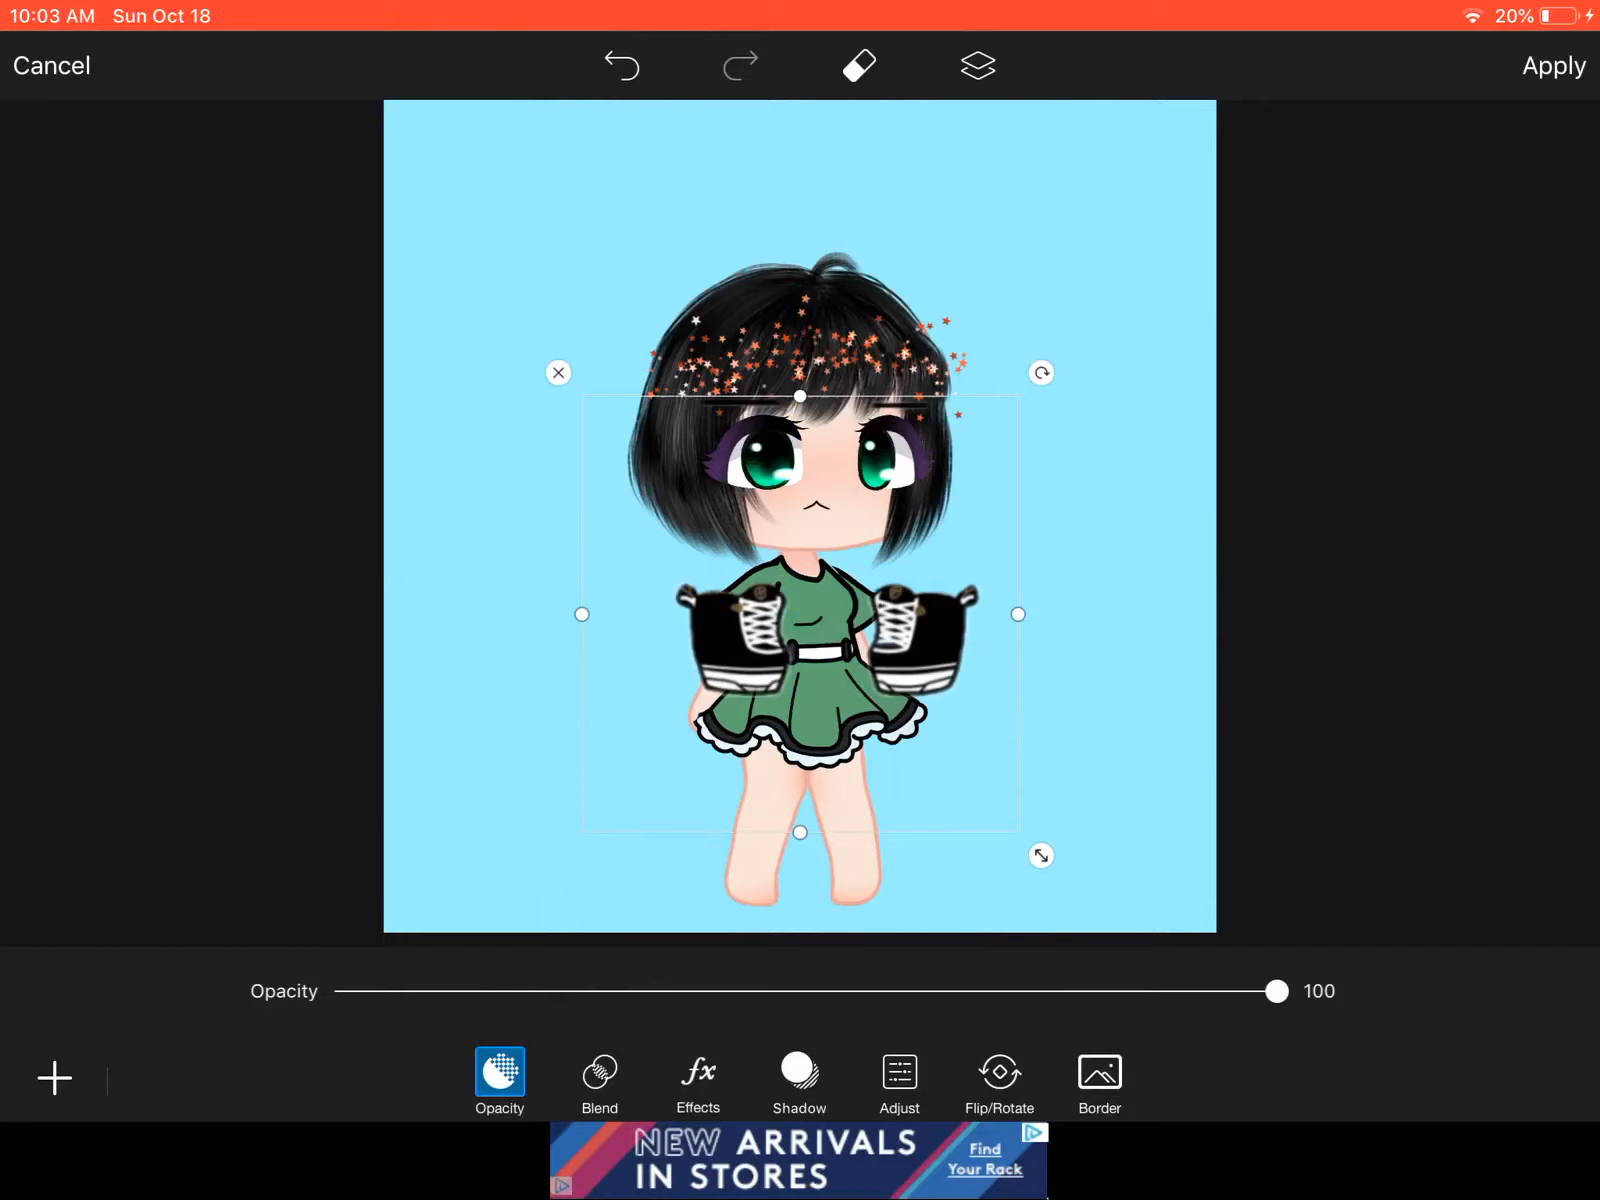 10:03 AM Sun Oct 18 20%
Cancel Apply
Opacity 100
Opacity Blend Effects Shadow Adjust Flip/Rotate Border
NEW ARRIVALS
IN STORES
Find
Your Rack